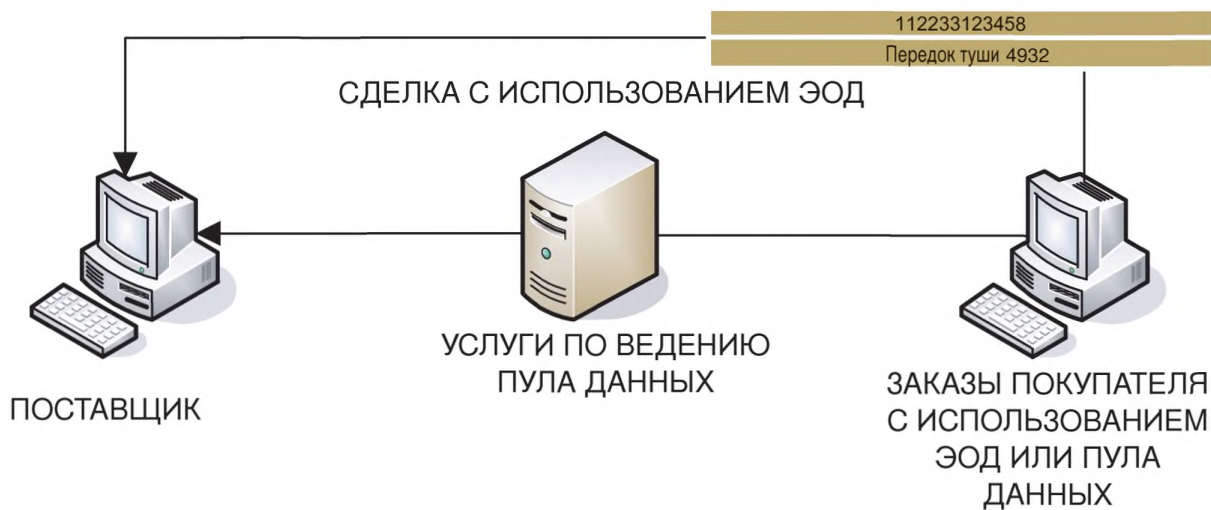 112233123458
Передок туши 4932
СДЕЛКА С ИСПОЛЬЗОВАНИЕМ ЭОД
УСЛУГИ ПО ВЕДЕНИЮ
ПУЛА ДАННЫХ
ПОСТАВЩИК
ЗАКАЗЫ ПОКУПАТЕЛЯ
С ИСПОЛЬЗОВАНИЕМ
ЭОД ИЛИ ПУЛА
ДАННЫХ